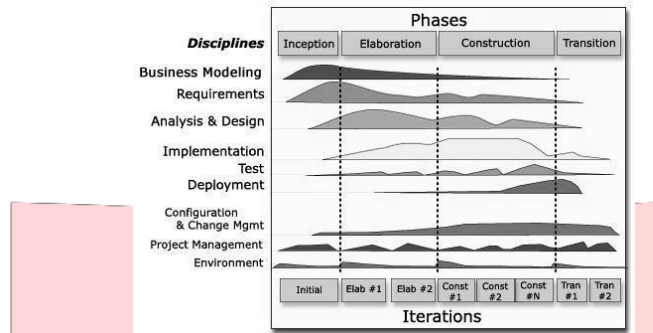 Phases
Disciplines Inception Elaboration Construction Transition
Business Modeling
Requirements
Analysis & Design
Implementation
Test
Deployment
Configuration
& Change Mgmt
Project Management
Environment
Initial Elab #1 Elab #2 Const #1 Const #2 Const #N Tran #1 Tran #2
Iterations